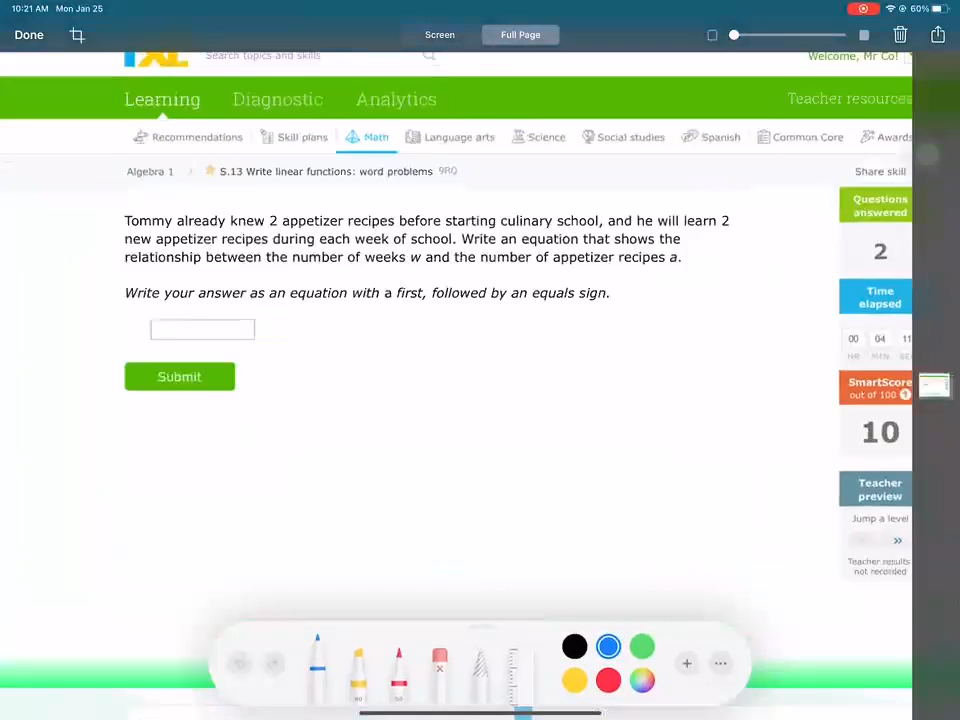 10:21 AM Mon Jan 25
60%
Done
Screen
Full Page
IXL
Search topics and skills
Welcome, Mr Co!
Learning
Diagnostic
Analytics
Teacher resources
Recommendations
Skill plans
Math
Language arts
Science
Social studies
Spanish
Common Core
Awards
Algebra 1
S.13 Write linear functions: word problems 9RQ
Share skill
Tommy already knew 2 appetizer recipes before starting culinary school, and he will learn 2
new appetizer recipes during each week of school. Write an equation that shows the
relationship between the number of weeks w and the number of appetizer recipes a.
Write your answer as an equation with a first, followed by an equals sign.
Submit
Questions
answered
2
Time
elapsed
00 04 11
HR MIN SEC
SmartScore
out of 100 ?
10
Teacher
preview
Jump a level
»
Teacher results
not recorded